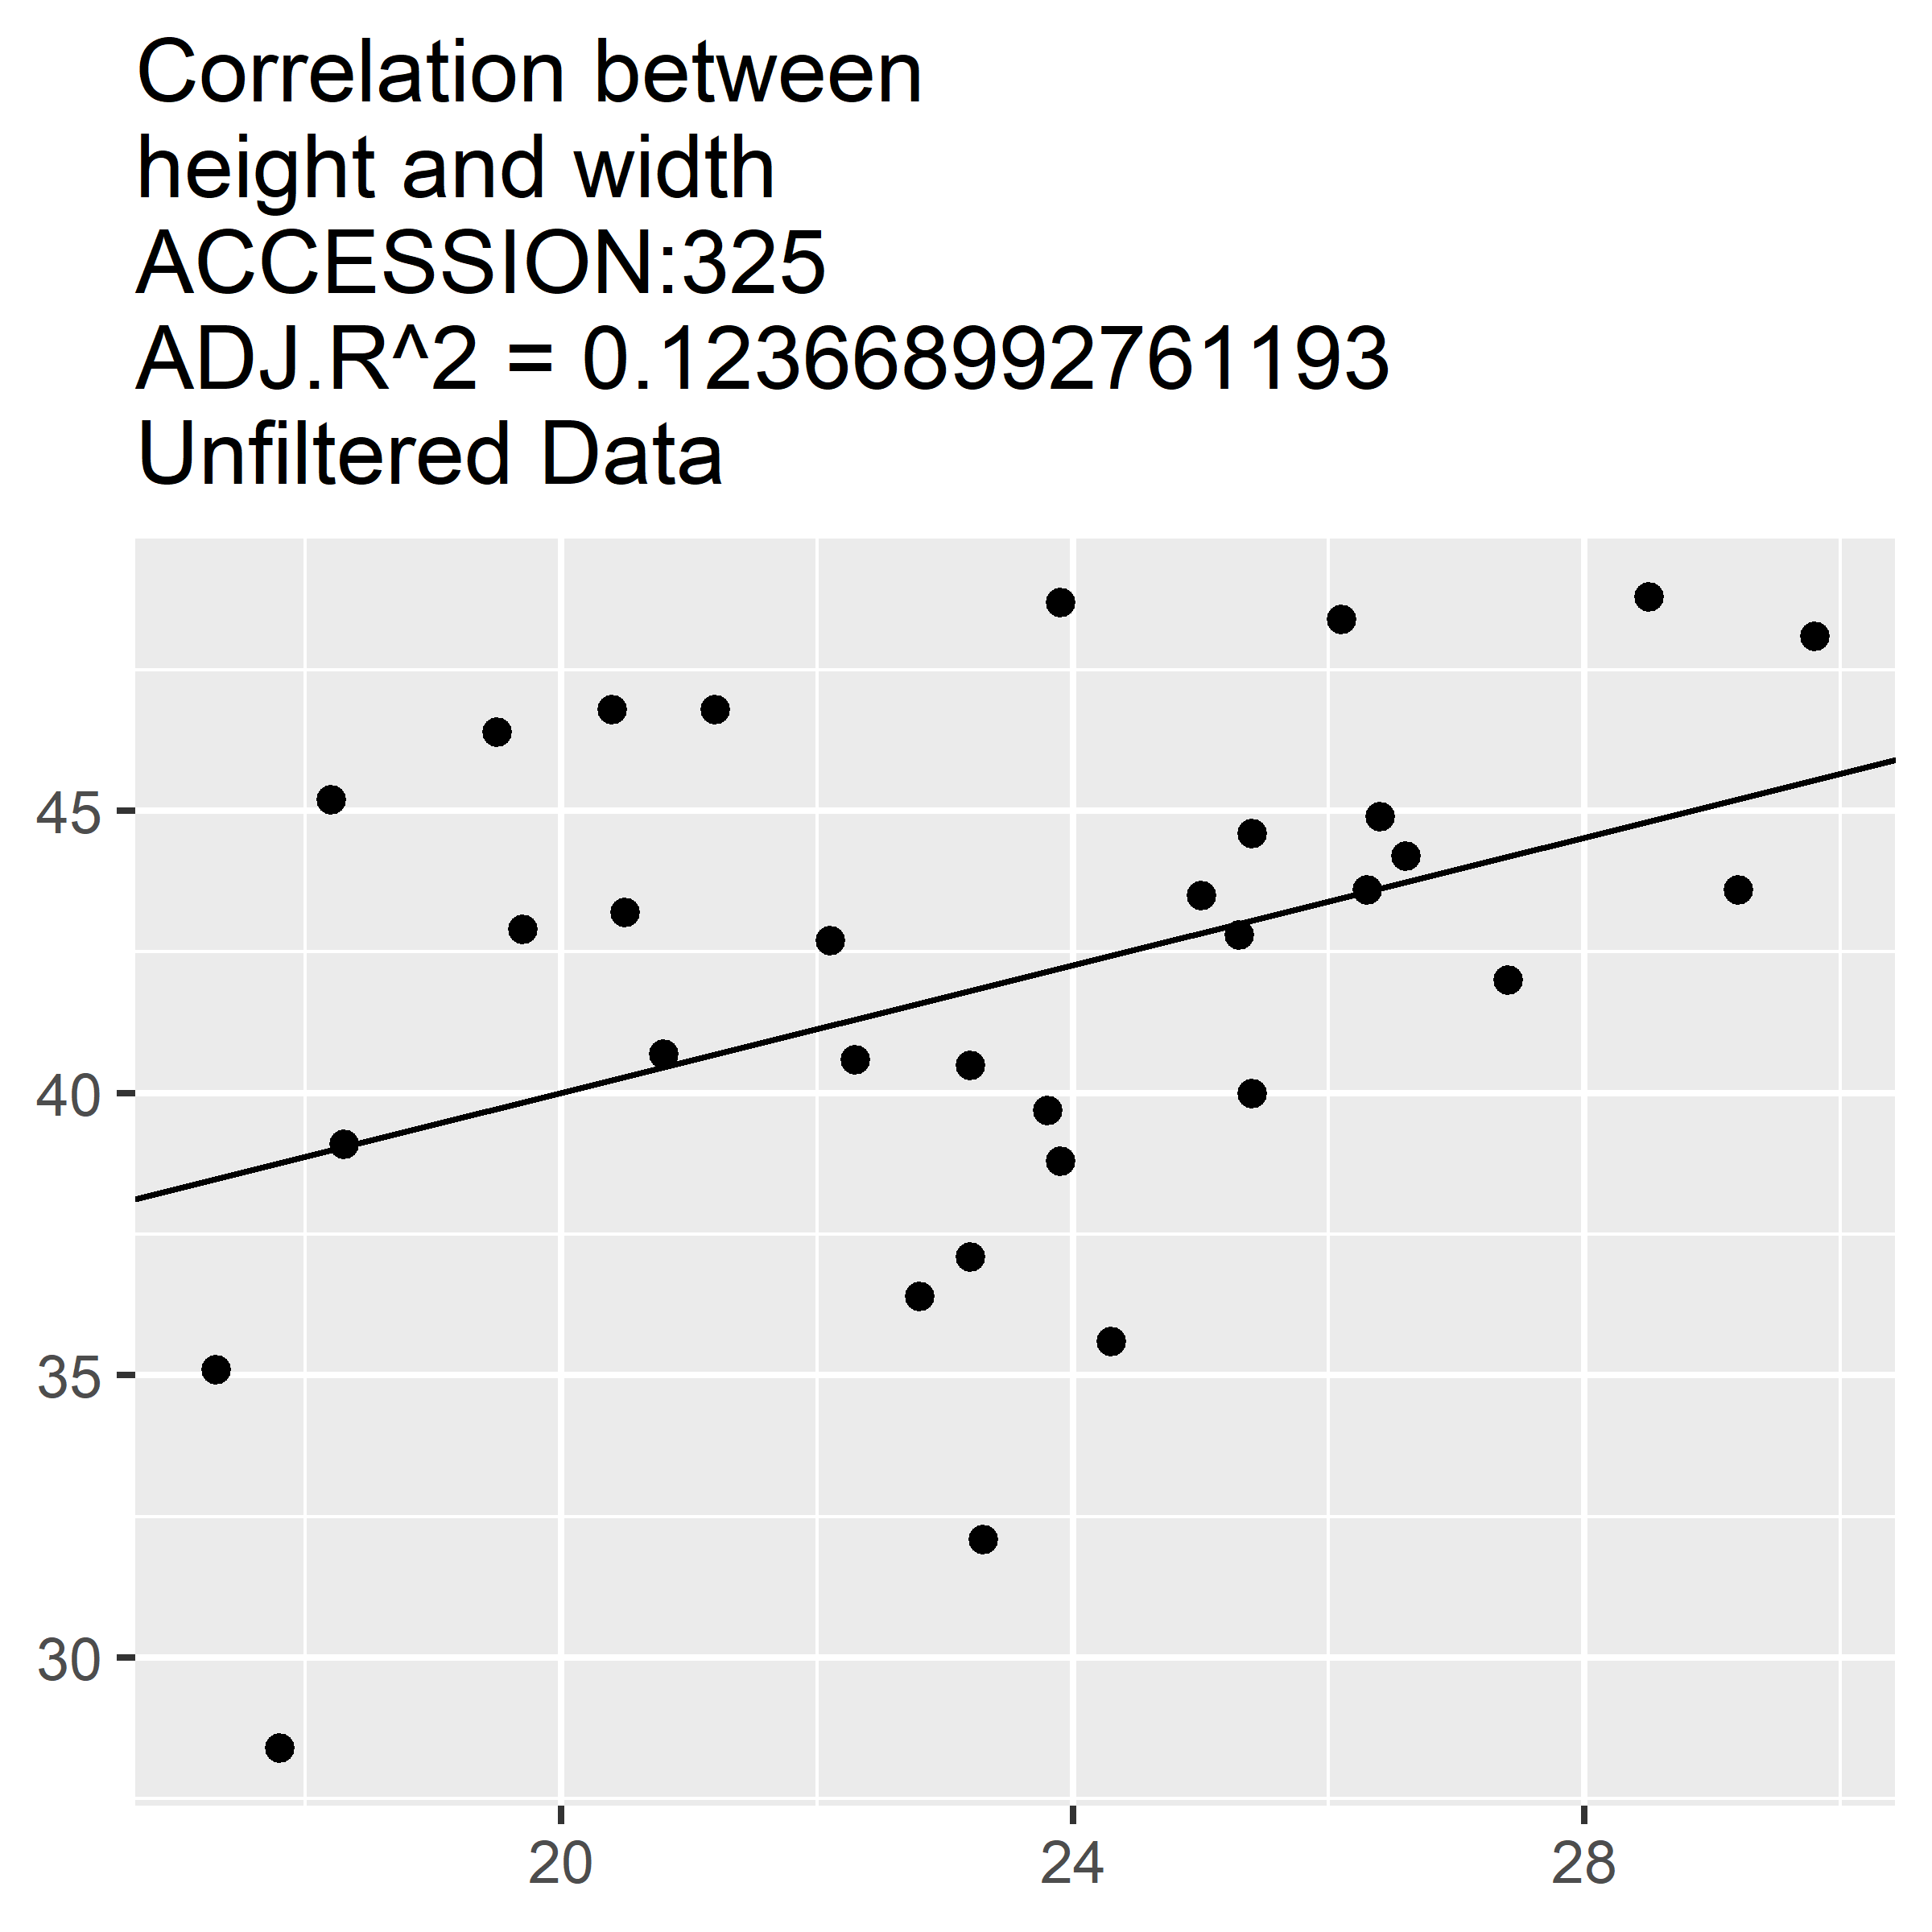 Correlation between
height and width
ACCESSION:325
ADJ.R^2 = 0.123668992761193
Unfiltered Data
45
40
35
30
20 24 28